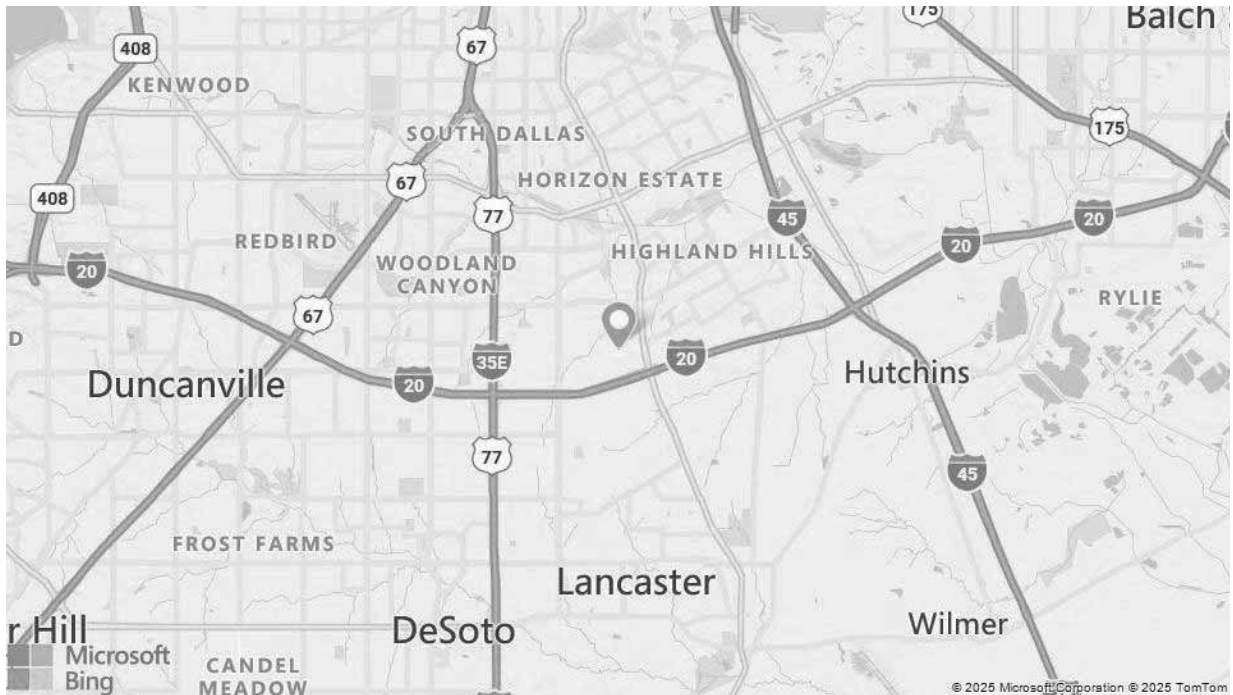 175
Balch
408
67
KENWOOD
SOUTH DALLAS
175
67
HORIZON ESTATE
408
77
45
20
20
REDBIRD
HIGHLAND HILLS
WOODLAND
CANYON
20
RYLIE
67
D
35E
20
20
Duncanville
Hutchins
77
45
FROST FARMS
Lancaster
Wilmer
r Hill
DeSoto
CANDEL
MEADOW
Microsoft
Bing
© 2025 Microsoft Corporation © 2025 TomTom